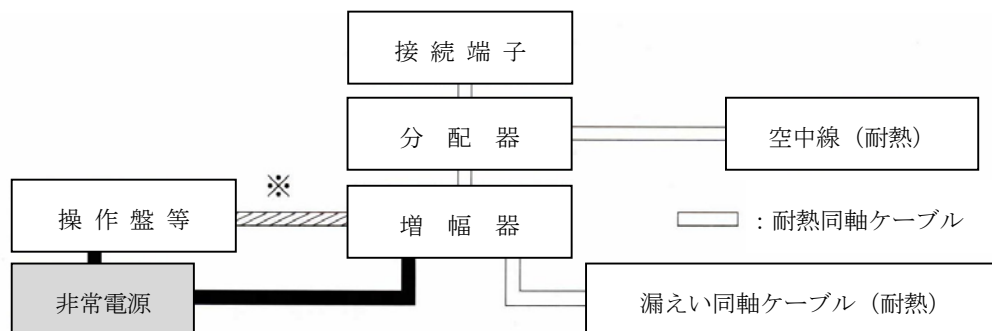 接続端子
分配器
空中線（耐熱）
※
操作盤等
増幅器
：耐熱同軸ケーブル
非常電源
漏えい同軸ケーブル（耐熱）